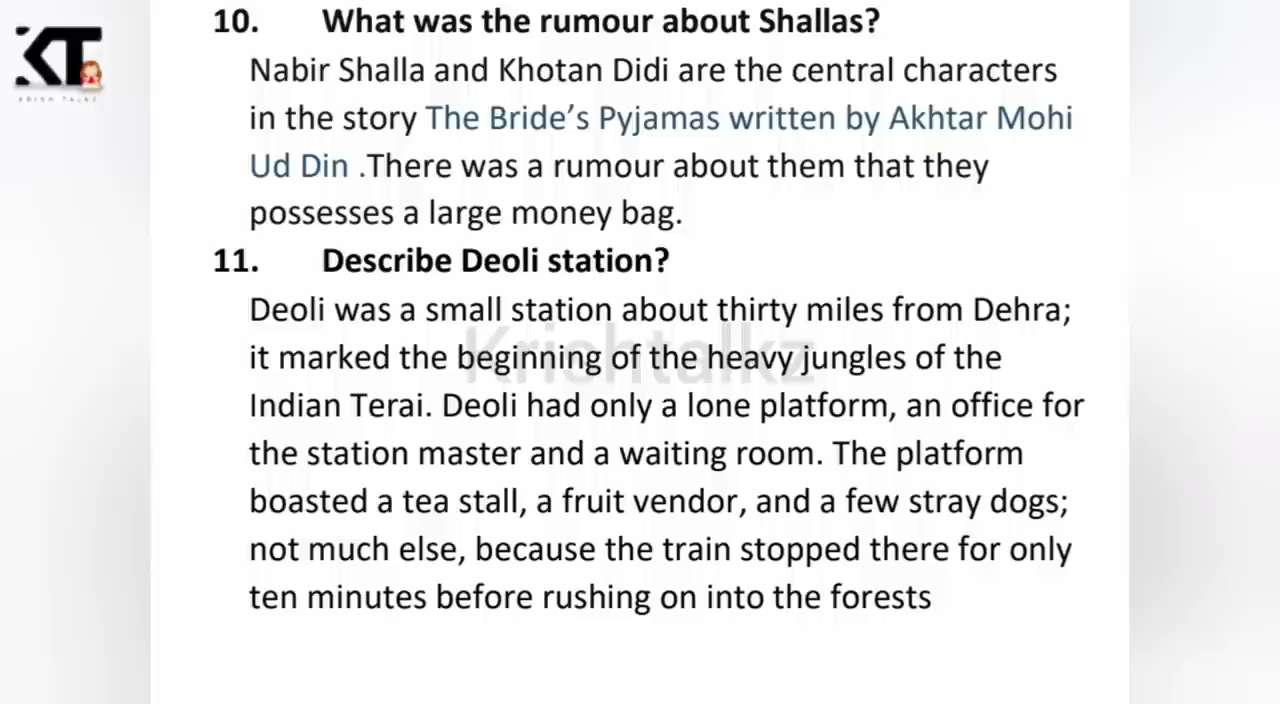 KT
KRISH TALKZ
10. What was the rumour about Shallas?
Nabir Shalla and Khotan Didi are the central characters
in the story The Bride’s Pyjamas written by Akhtar Mohi
Ud Din .There was a rumour about them that they
possesses a large money bag.
11. Describe Deoli station?
Deoli was a small station about thirty miles from Dehra;
Krishtalkz
it marked the beginning of the heavy jungles of the
Indian Terai. Deoli had only a lone platform, an office for
the station master and a waiting room. The platform
boasted a tea stall, a fruit vendor, and a few stray dogs;
not much else, because the train stopped there for only
ten minutes before rushing on into the forests